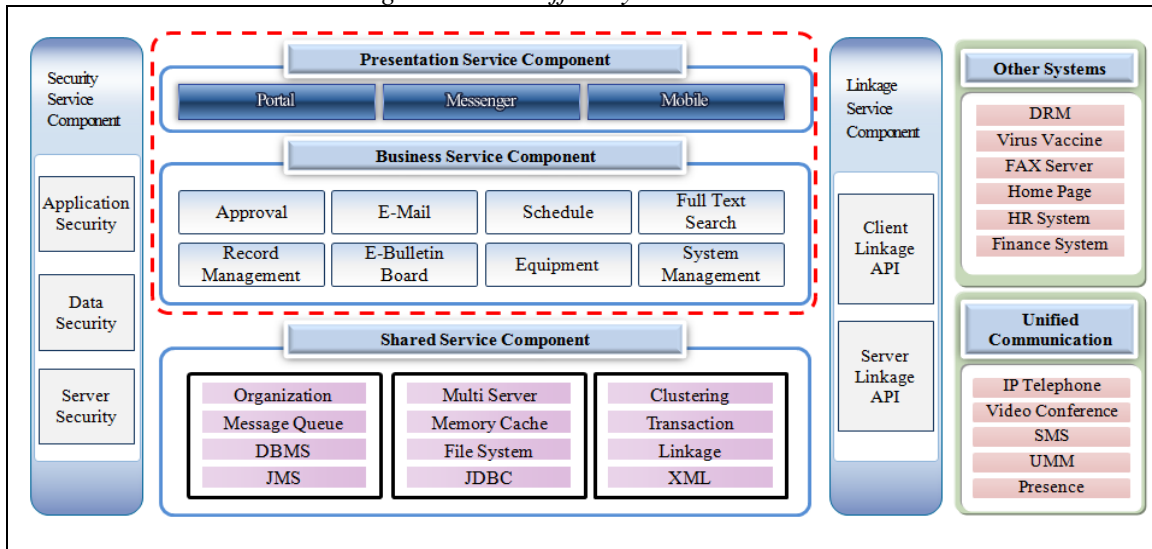 Security
Service
Component
Application
Security
Data
Security
Server
Security
Presentation Service Component
Portal
Messenger
Mobile
Business Service Component
Approval
E-Mail
Schedule
Full Text
Search
Record
Management
E-Bulletin
Board
Equipment
System
Management
Shared Service Component
Organization
Message Queue
DBMS
JMS
Multi Server
Memory Cache
File System
JDBC
Clustering
Transaction
Linkage
XML
Linkage
Service
Component
Client
Linkage
API
Server
Linkage
API
Other Systems
DRM
Virus Vaccine
FAX Server
Home Page
HR System
Finance System
Unified
Communication
IP Telephone
Video Conference
SMS
UMM
Presence